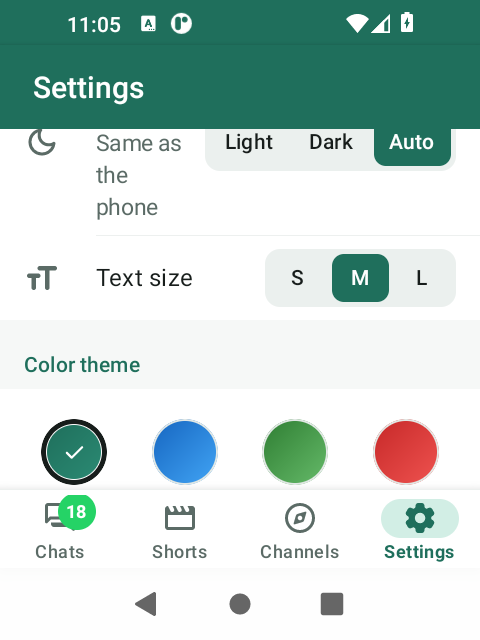 11:05
Settings
Same as
the
phone
Light Dark Auto
Text size
S M L
Color theme
18
Chats Shorts Channels Settings